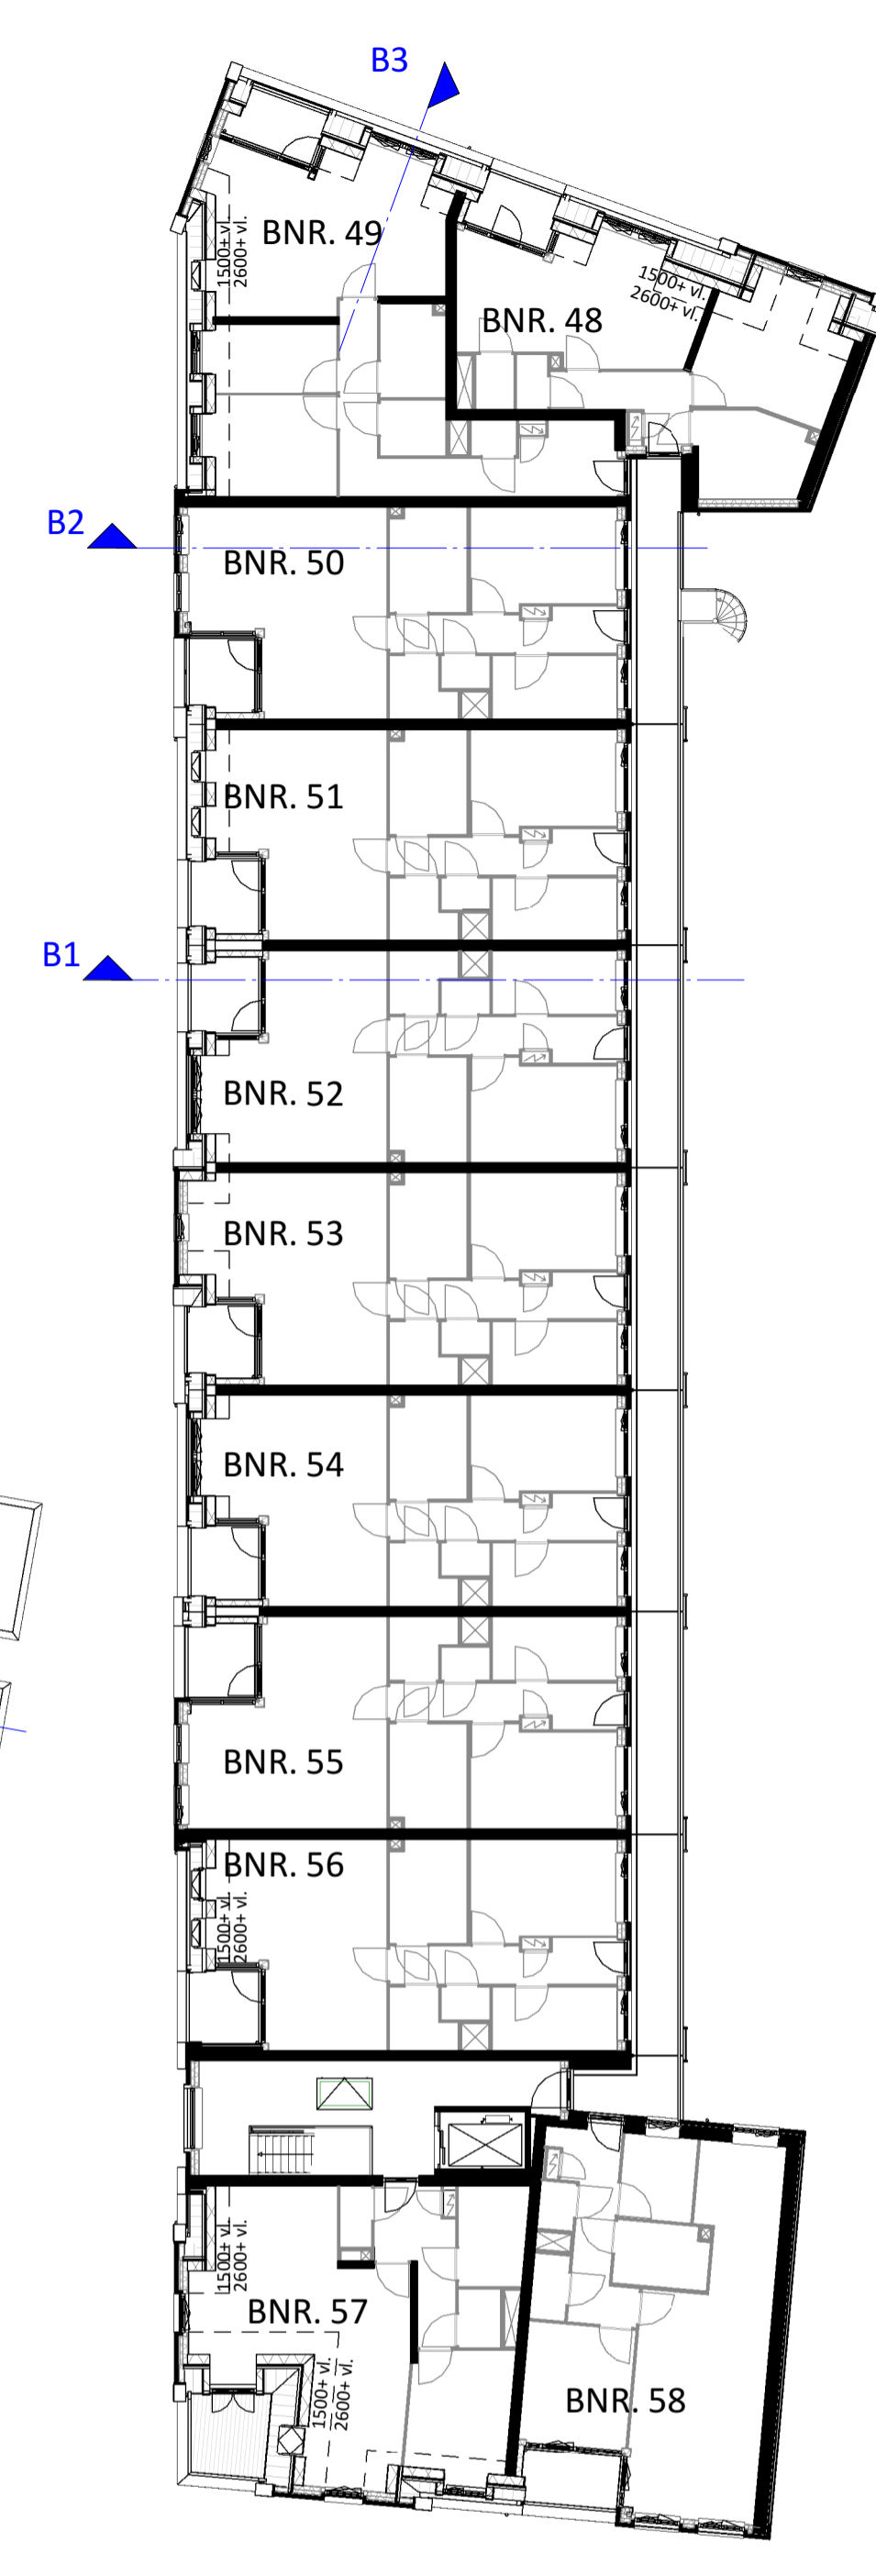 B3
BNR. 49
1500+ vl.
2600+ vl.
BNR. 48
1500+ vl.
2600+ vl.
B2
BNR. 50
BNR. 51
B1
BNR. 52
BNR. 53
BNR. 54
BNR. 55
BNR. 56
1500+ vl.
2600+ vl.
1500+ vl.
2600+ vl.
BNR. 57
1500+ vl.
2600+ vl.
BNR. 58